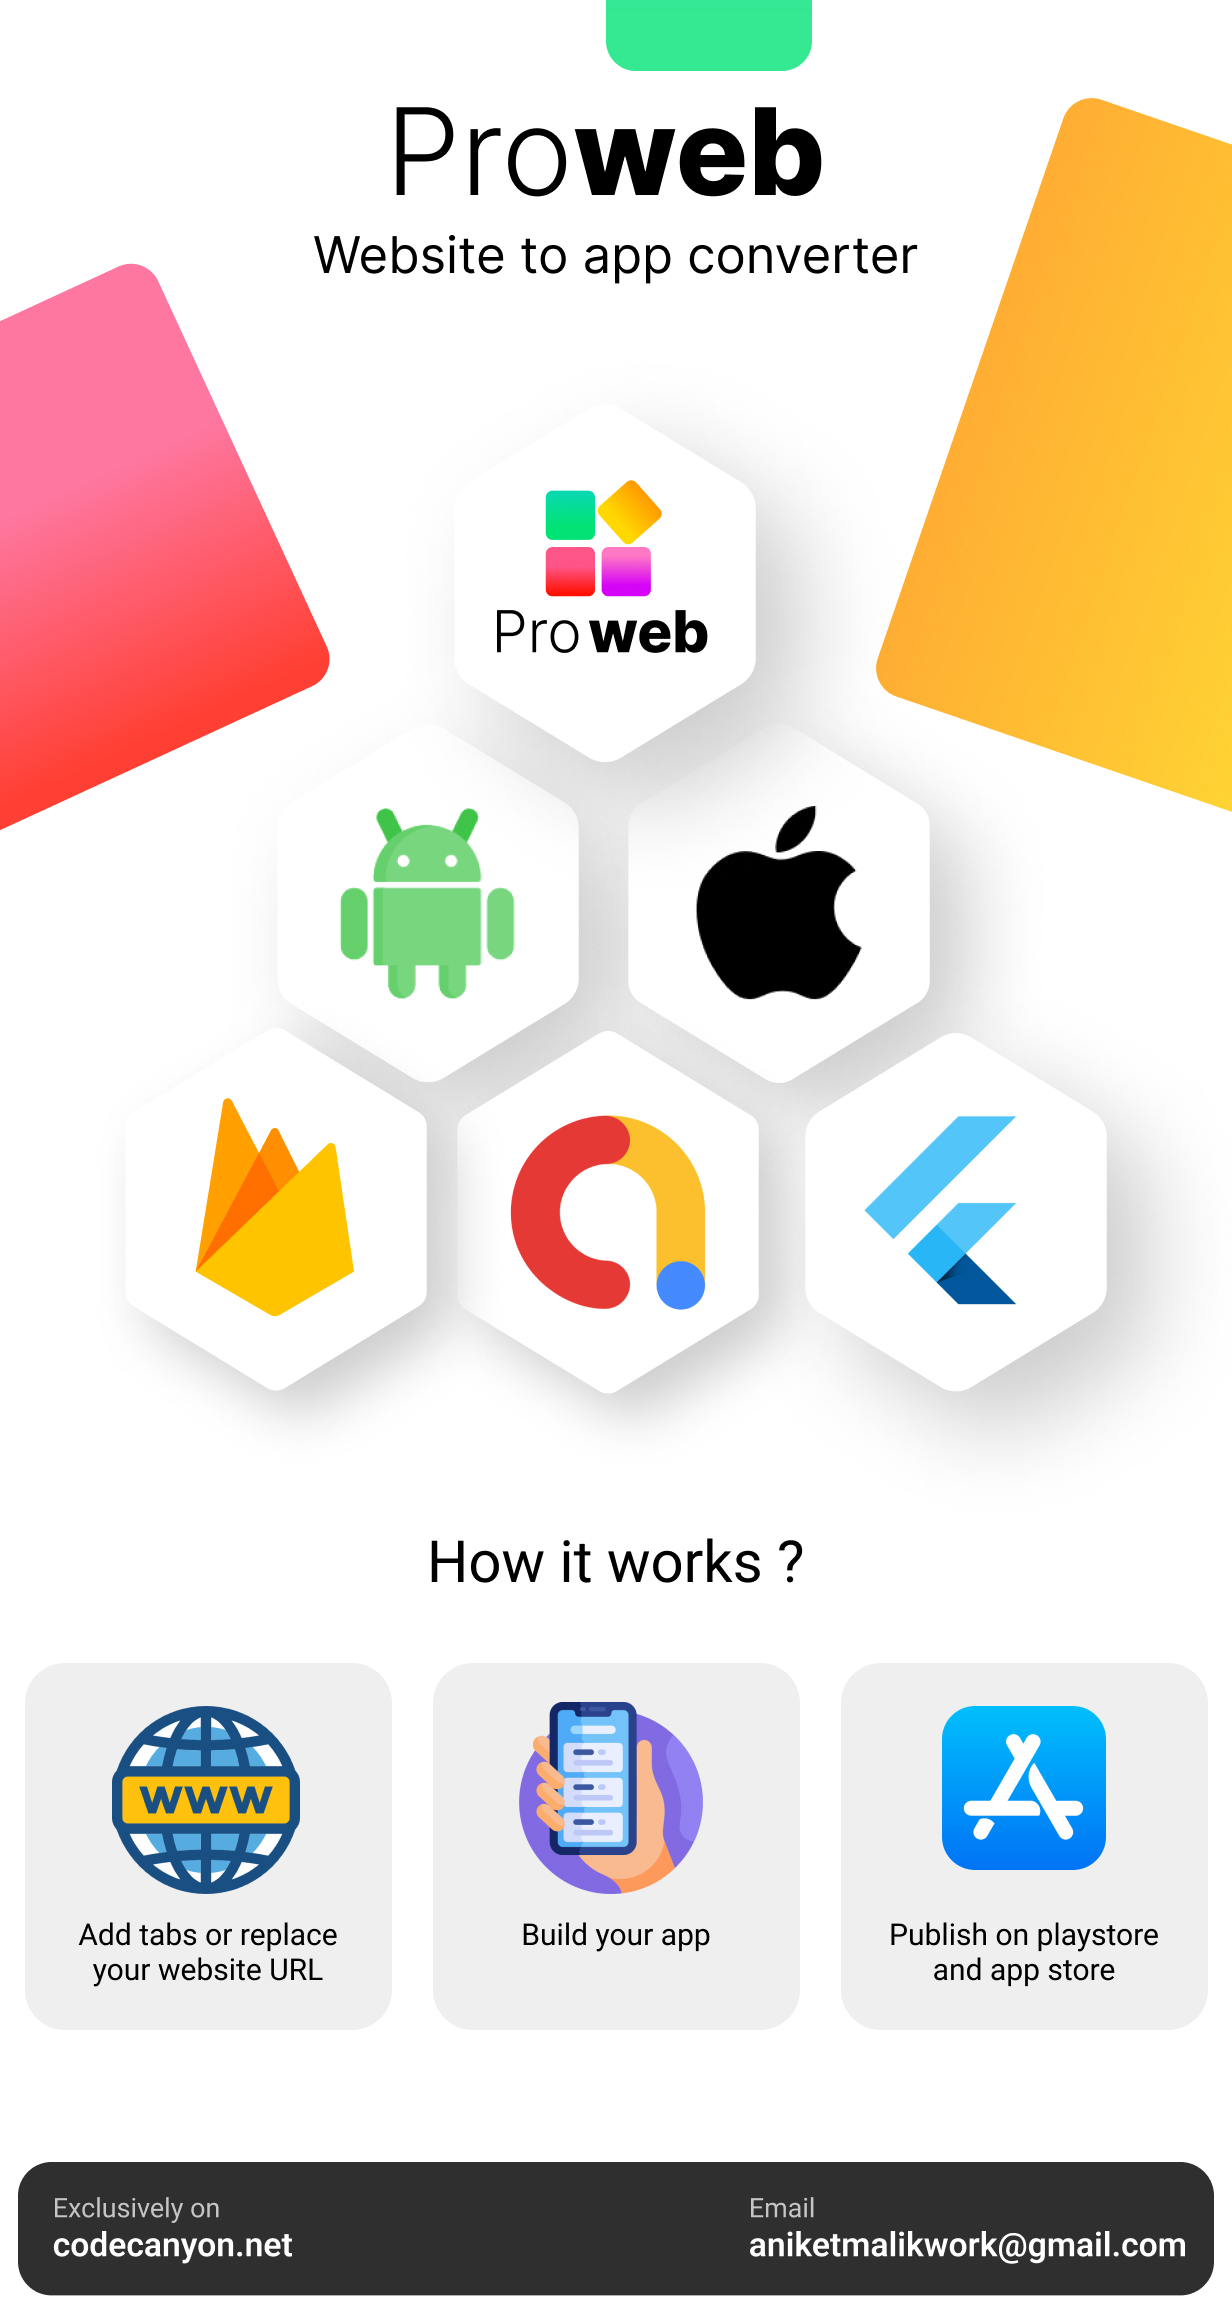 Proweb
Website to app converter
Pro web
How it works ?
www
Add tabs or replace
your website URL
Build your app
Publish on playstore
and app store
Exclusively on
codecanyon.net
Email
aniketmalikwork@gmail.com